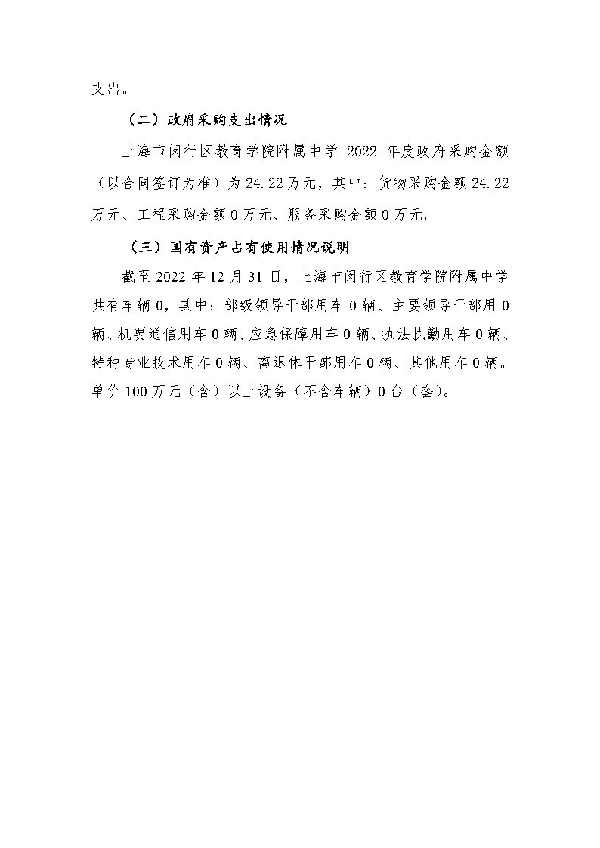 支出。
（二）政府采购支出情况
上海市闵行区教育学院附属中学 2022 年度政府采购金额
（以合同签订为准）为 24.22 万元，其中：货物采购金额 24.22
万元、工程采购金额 0 万元、服务采购金额 0 万元。
（三）国有资产占有使用情况说明
截至 2022 年 12 月 31 日，上海市闵行区教育学院附属中学
共有车辆 0，其中：部级领导干部用车 0 辆、主要领导干部用 0
辆、机要通信用车 0 辆、应急保障用车 0 辆、执法执勤用车 0 辆、
特种专业技术用车 0 辆、离退休干部用车 0 辆、其他用车 0 辆。
单价 100 万元（含）以上设备（不含车辆）0 台（套）。